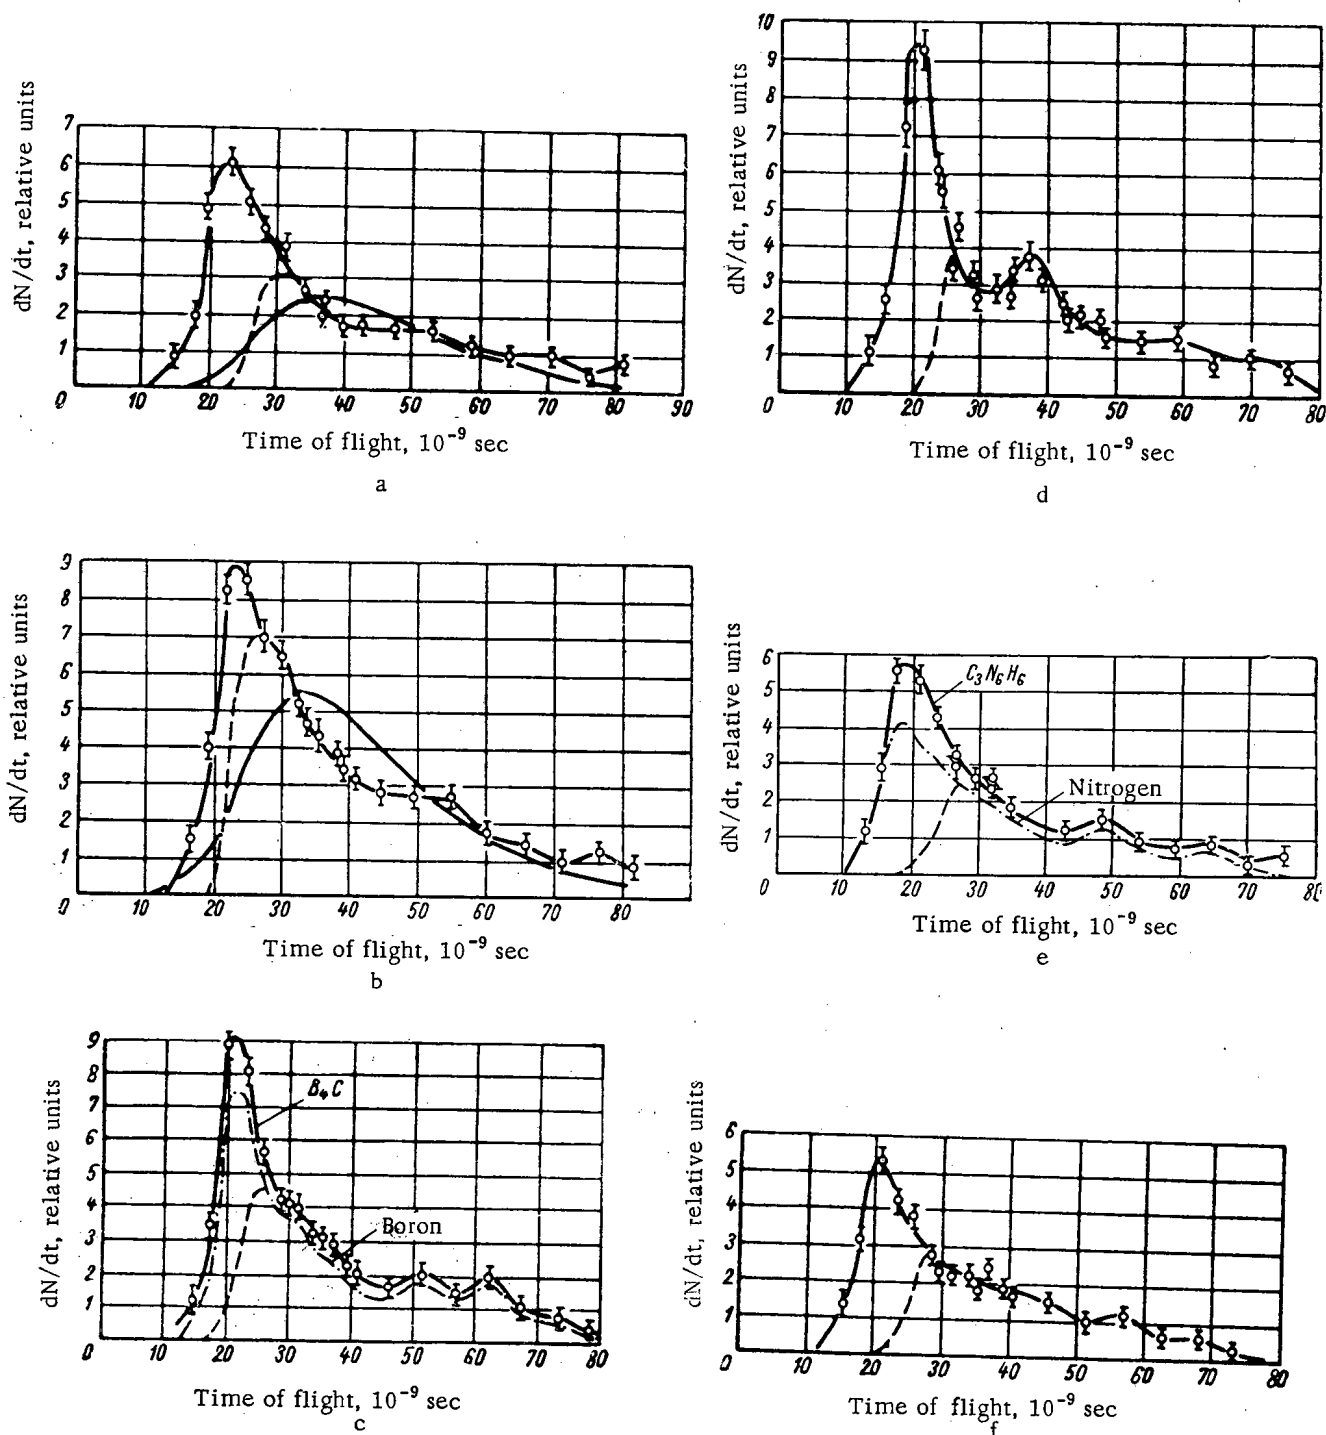 dN/dt, relative units
7
6
5
4
3
2
1
0 10 20 30 40 50 60 70 80 90
Time of flight, 10⁻⁹ sec
a
dN/dt, relative units
9
8
7
6
5
4
3
2
1
0 10 20 30 40 50 60 70 80
Time of flight, 10⁻⁹ sec
b
dN/dt, relative units
9
8
7
6
5
4
3
2
1
B₄C
Boron
0 10 20 30 40 50 60 70 80
Time of flight, 10⁻⁹ sec
c
dN/dt, relative units
10
9
8
7
6
5
4
3
2
1
0 10 20 30 40 50 60 70 80
Time of flight, 10⁻⁹ sec
d
dN/dt, relative units
6
5
4
3
2
1
C₃N₆H₆
Nitrogen
0 10 20 30 40 50 60 70 80
Time of flight, 10⁻⁹ sec
e
dN/dt, relative units
6
5
4
3
2
1
0 10 20 30 40 50 60 70 80
Time of flight, 10⁻⁹ sec
f